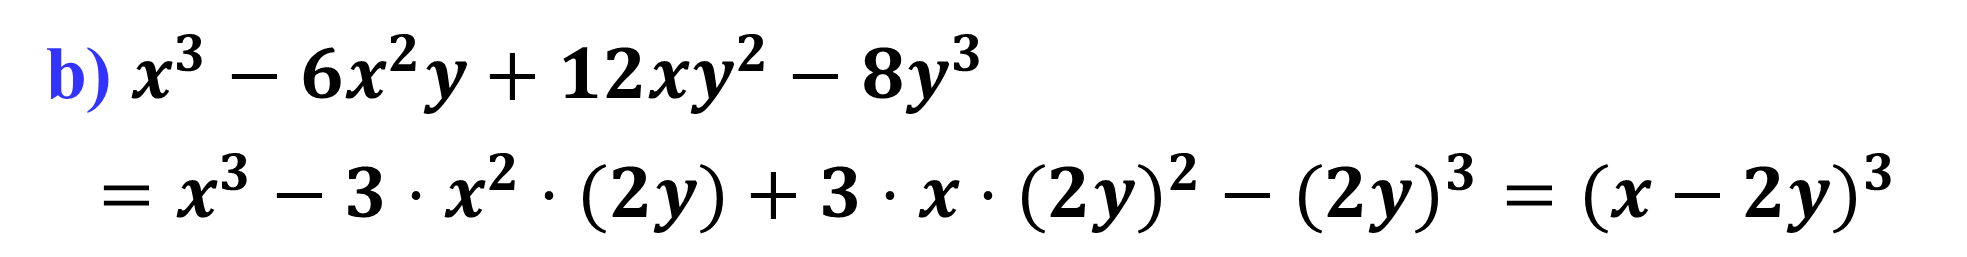 b) x³ − 6x²y + 12xy² − 8y³
= x³ − 3 · x² · (2y) + 3 · x · (2y)² − (2y)³ = (x − 2y)³